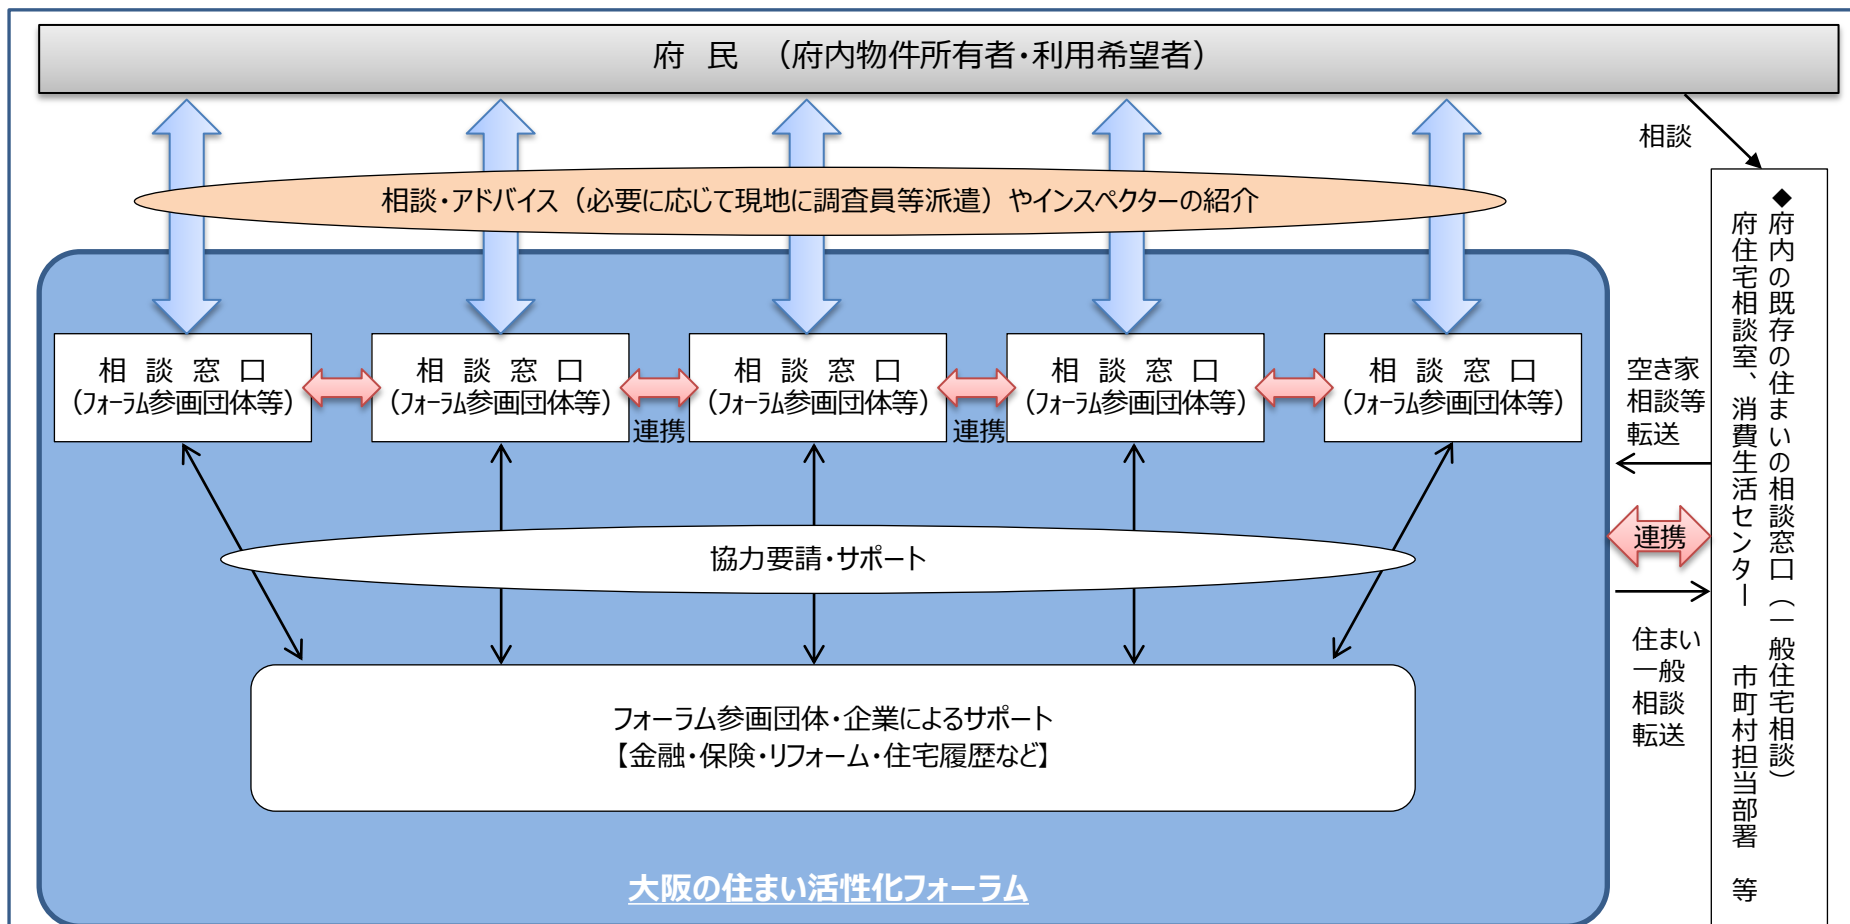 府 民 (府内物件所有者・利用希望者)
相談
相談・アドバイス(必要に応じて現地に調査員等派遣)やインスペクターの紹介
相 談 窓 口
(フォーラム参画団体等)
相 談 窓 口
(フォーラム参画団体等)
相 談 窓 口
(フォーラム参画団体等)
相 談 窓 口
(フォーラム参画団体等)
相 談 窓 口
(フォーラム参画団体等)
連携
連携
協力要請・サポート
フォーラム参画団体・企業によるサポート
【金融・保険・リフォーム・住宅履歴など】
大阪の住まい活性化フォーラム
空き家
相談等
転送
連携
住まい
一般
相談
転送
◆府内の既存の住まいの相談窓口(一般住宅相談)
府住宅相談室、消費生活センター 市町村担当部署 等